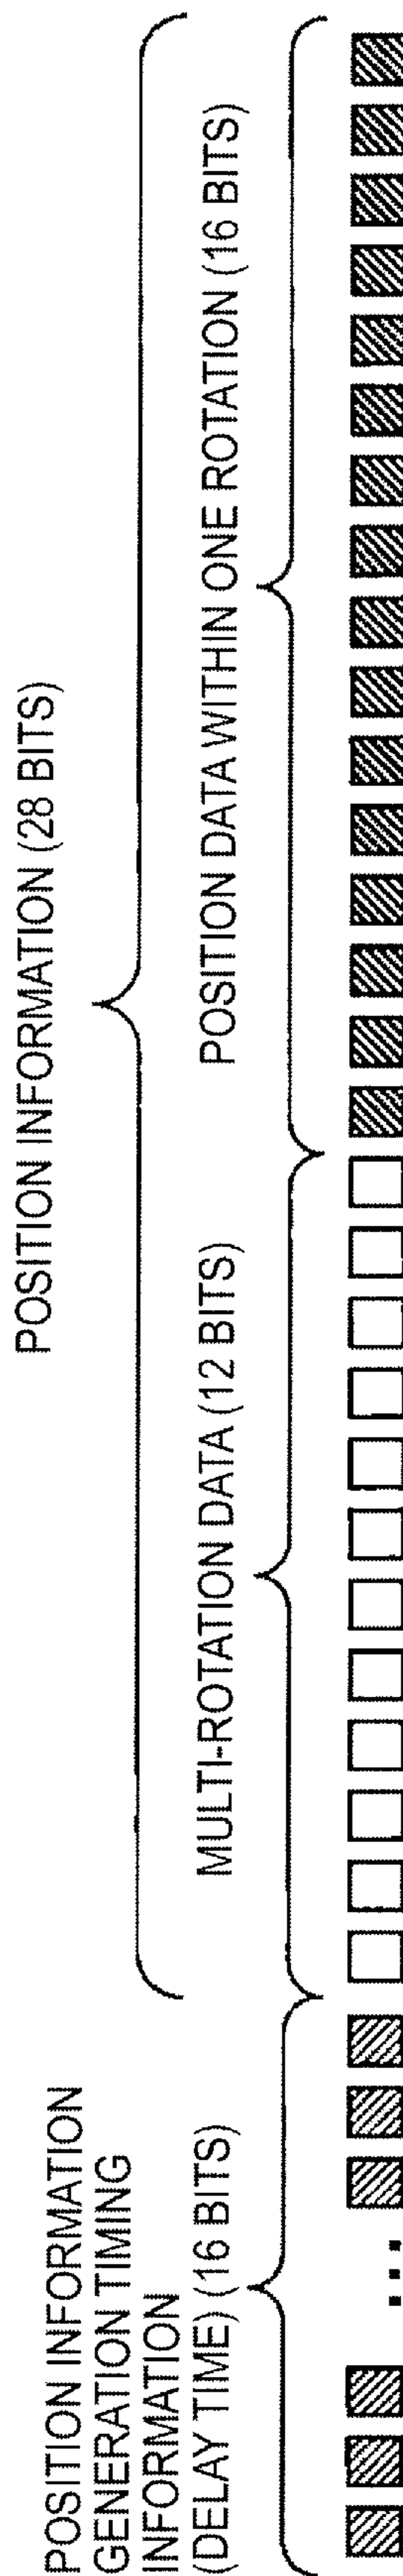 POSITION INFORMATION (28 BITS)
POSITION INFORMATION
GENERATION TIMING
INFORMATION
(DELAY TIME) (16 BITS)
MULTI-ROTATION DATA (12 BITS)
POSITION DATA WITHIN ONE ROTATION (16 BITS)